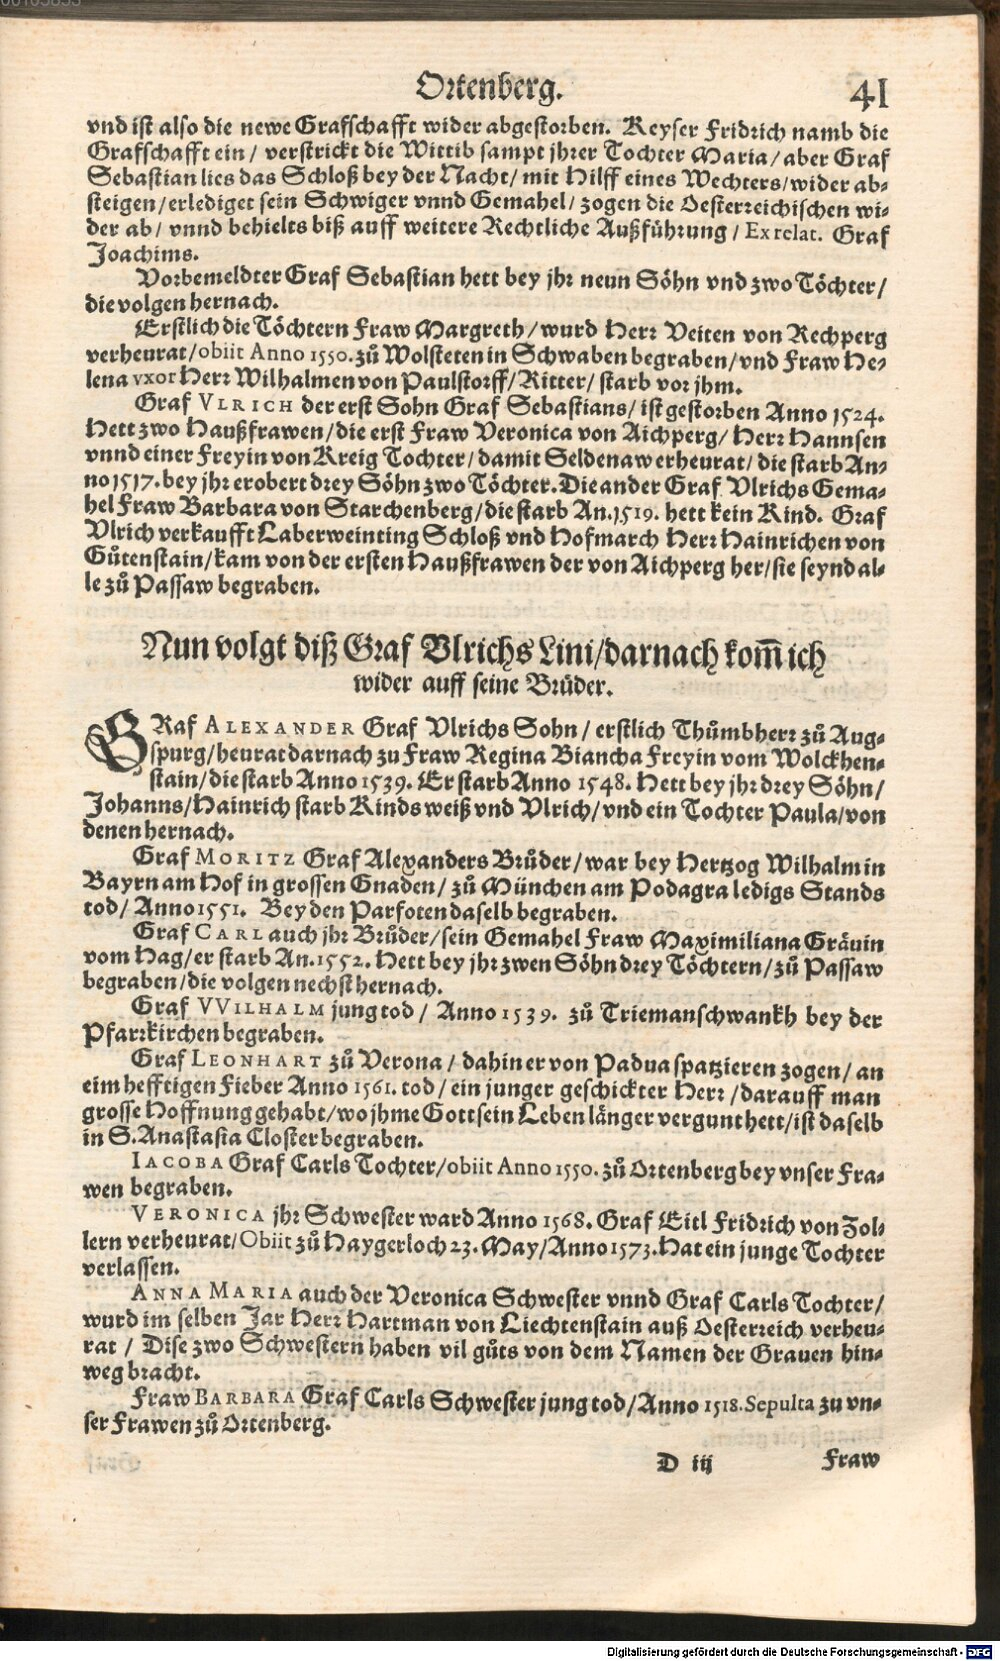 Ortenberg. 41
vnd ist also die newe Grafschafft wider abgestorben. Keyser Fridrich namb die
Grafschafft ein / verstrickt die Wittib sampt jhrer Tochter Maria / aber Graf
Sebastian lies das Schloß bey der Nacht / mit Hilff eines Wechters / wider ab-
steigen / erlediget sein Schwiger vnnd Gemahel / zogen die Oesterreichischen wi-
der ab / vnnd behielts biß auff weitere Rechtliche Außführung / Ex relat. Graf
Joachims.
Vorbemeldter Graf Sebastian hett bey jhr neun Söhn vnd zwo Töchter /
die volgen hernach.
Erstlich die Töchtern Fraw Margreth / wurd Herr Veiten von Rechperg
verheurat / obiit Anno 1550. zů Wolsteten in Schwaben begraben / vnd Fraw He-
lena vxor Herr Wilhalmen von Paulstorff / Ritter / starb vor jhm.
Graf VLRICH der erst Sohn Graf Sebastians / ist gestorben Anno 1524.
Hett zwo Haußfrawen / die erst Fraw Veronica von Aichperg / Herr Hannsen
vnnd einer Freyin von Kreig Tochter / damit Seldenaw erheurat / die starb An-
no 1517. bey jhr erobert drey Söhn zwo Töchter. Die ander Graf Vlrichs Gema-
hel Fraw Barbara von Starchenberg / die starb An. 1519. hett kein Kind. Graf
Vlrich verkaufft Laberweinting Schloß vnd Hofmarch Herr Hainrichen von
Gůtenstain / kam von der ersten Haußfrawen der von Aichperg her / sie seynd al-
le zů Passaw begraben.
Nun volgt diß Graf Vlrichs Lini / darnach kom̃ ich
wider auff seine Brüder.
GRaf ALEXANDER Graf Vlrichs Sohn / erstlich Thůmbherr zů Aug-
spurg / heurat darnach zu Fraw Regina Biancha Freyin vom Wolckhen-
stain / die starb Anno 1539. Er starb Anno 1548. Hett bey jhr drey Söhn /
Johanns / Hainrich starb Kinds weiß vnd Vlrich / vnd ein Tochter Paula / von
denen hernach.
Graf MORITZ Graf Alexanders Brůder / war bey Hertzog Wilhalm in
Bayrn am Hof in grossen Gnaden / zů München am Podagra ledigs Stands
tod / Anno 1551. Bey den Parfoten daselb begraben.
Graf CARL auch jhr Brůder / sein Gemahel Fraw Maximiliana Grävin
vom Hag / er starb An. 1552. Hett bey jhr zwen Söhn drey Töchtern / zů Passaw
begraben / die volgen nechst hernach.
Graf VVILHALM jung tod / Anno 1539. zů Triemanschwankh bey der
Pfarrkirchen begraben.
Graf LEONHART zů Verona / dahin er von Padua spatzieren zogen / an
eim hefftigen Fieber Anno 1561. tod / ein junger geschickter Herr / darauff man
grosse Hoffnung gehabt / wo jhme Gott sein Leben länger vergunt hett / ist daselb
in S. Anastasia Closter begraben.
IACOBA Graf Carls Tochter / obiit Anno 1550. zů Ortenberg bey vnser Fra-
wen begraben.
VERONICA jhr Schwester ward Anno 1568. Graf Eitl Fridrich von Zol-
lern verheurat / Obiit zů Haygerloch 23. May / Anno 1573. Hat ein junge Tochter
verlassen.
ANNA MARIA auch der Veronica Schwester vnnd Graf Carls Tochter /
wurd im selben Jar Herr Hartman von Liechtenstain auß Oesterreich verheu-
rat / Dise zwo Schwestern haben vil gůts von dem Namen der Grauen hin-
weg bracht.
Fraw BARBARA Graf Carls Schwester jung tod / Anno 1518. Sepulta zu vn-
ser Frawen zů Ortenberg.
D iij Fraw
Digitalisierung gefördert durch die Deutsche Forschungsgemeinschaft - DFG